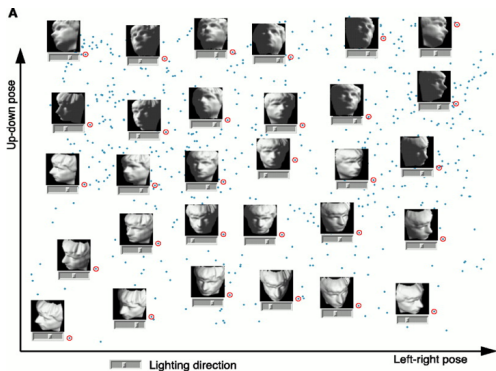 A
Up-down pose
Left-right pose
Lighting direction